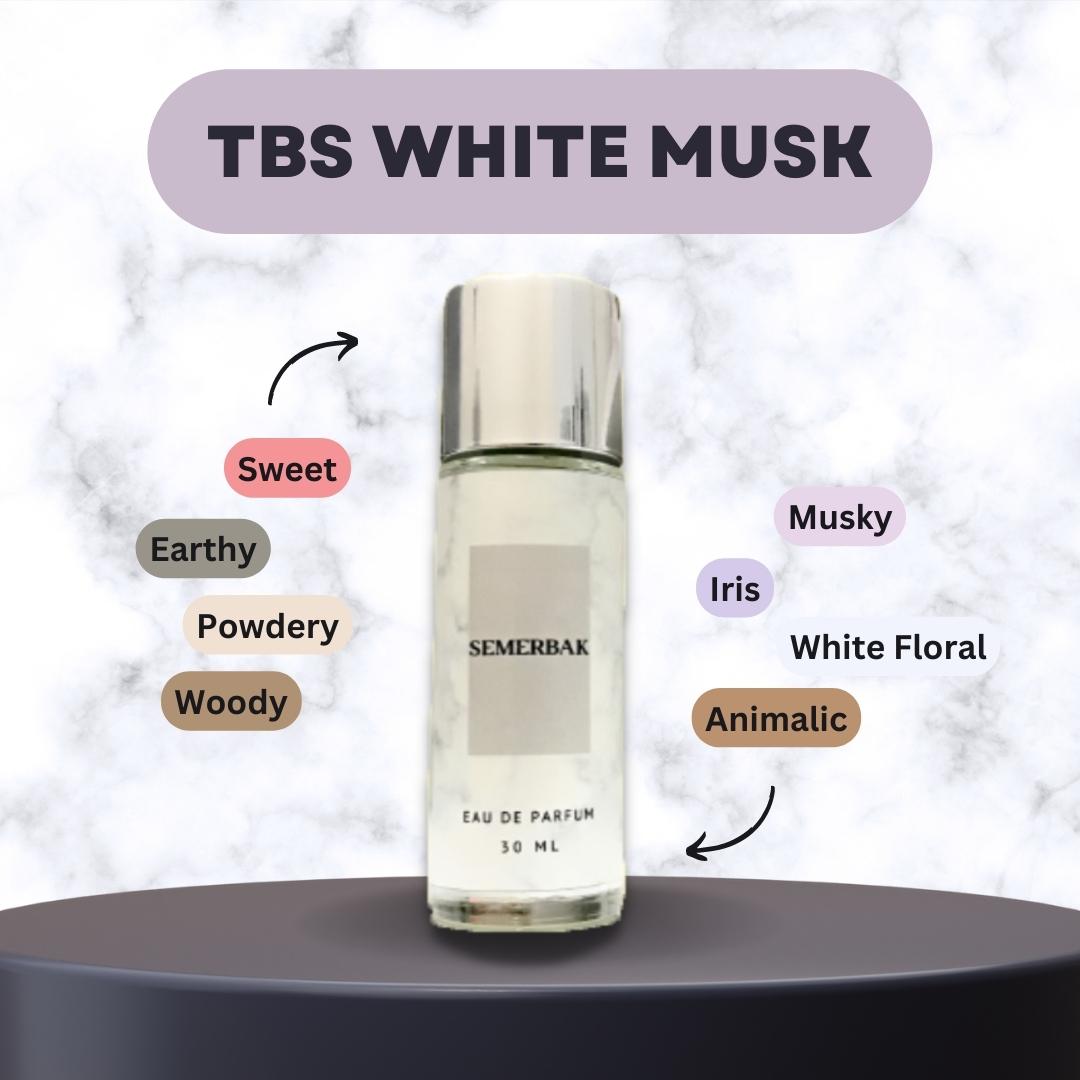 TBS WHITE MUSK
Sweet
Earthy
Powdery
Woody
SEMERBAK
EAU DE PARFUM
30 ML
Musky
Iris
White Floral
Animalic